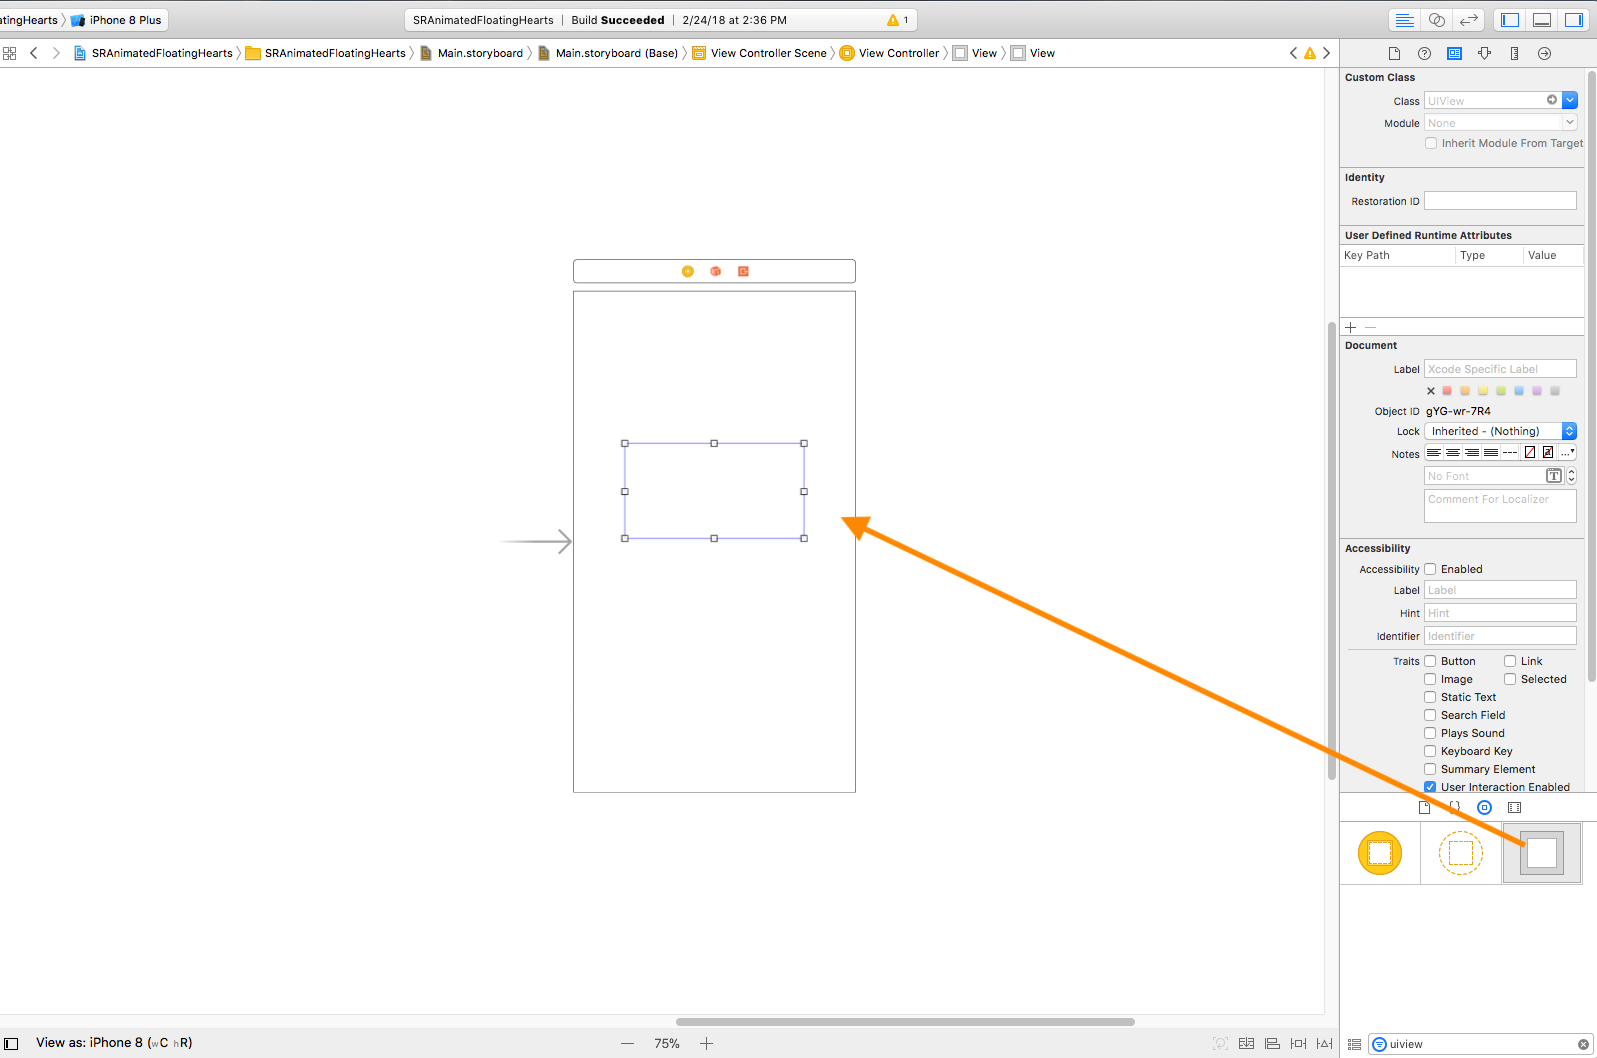 atingHearts iPhone 8 Plus
SRAnimatedFloatingHearts | Build Succeeded | 2/24/18 at 2:36 PM
1
SRAnimatedFloatingHearts SRAnimatedFloatingHearts Main.storyboard Main.storyboard (Base) View Controller Scene View Controller View View
Custom Class
Class UIView
Module None
Inherit Module From Target
Identity
Restoration ID
User Defined Runtime Attributes
Key Path Type Value
Document
Label Xcode Specific Label
Object ID gYG-wr-7R4
Lock Inherited - (Nothing)
Notes
No Font
Comment For Localizer
Accessibility
Accessibility Enabled
Label Label
Hint Hint
Identifier Identifier
Traits Button Link
Image Selected
Static Text
Search Field
Plays Sound
Keyboard Key
Summary Element
User Interaction Enabled
View as: iPhone 8 (wC hR)
75%
uiview